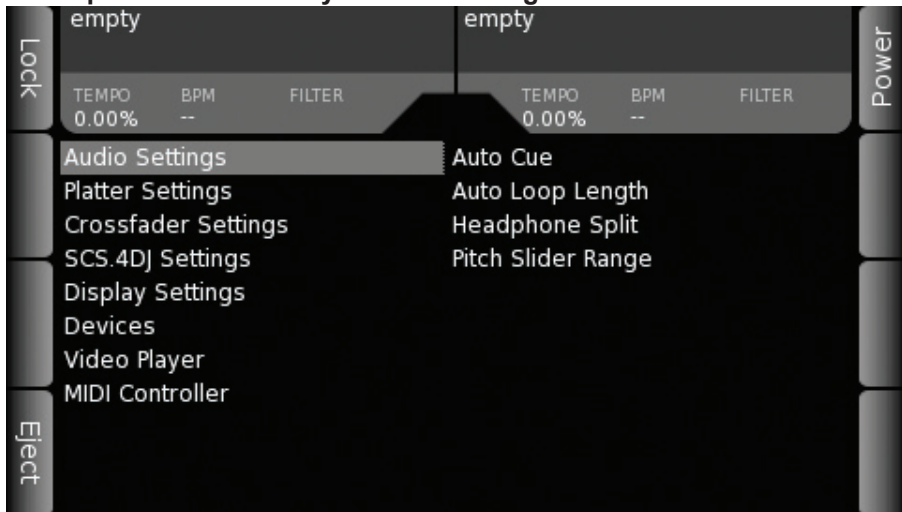 empty
empty
Lock
Power
TEMPO BPM FILTER
0.00% --
TEMPO BPM FILTER
0.00% --
Audio Settings
Platter Settings
Crossfader Settings
SCS.4DJ Settings
Display Settings
Devices
Video Player
MIDI Controller
Auto Cue
Auto Loop Length
Headphone Split
Pitch Slider Range
Eject